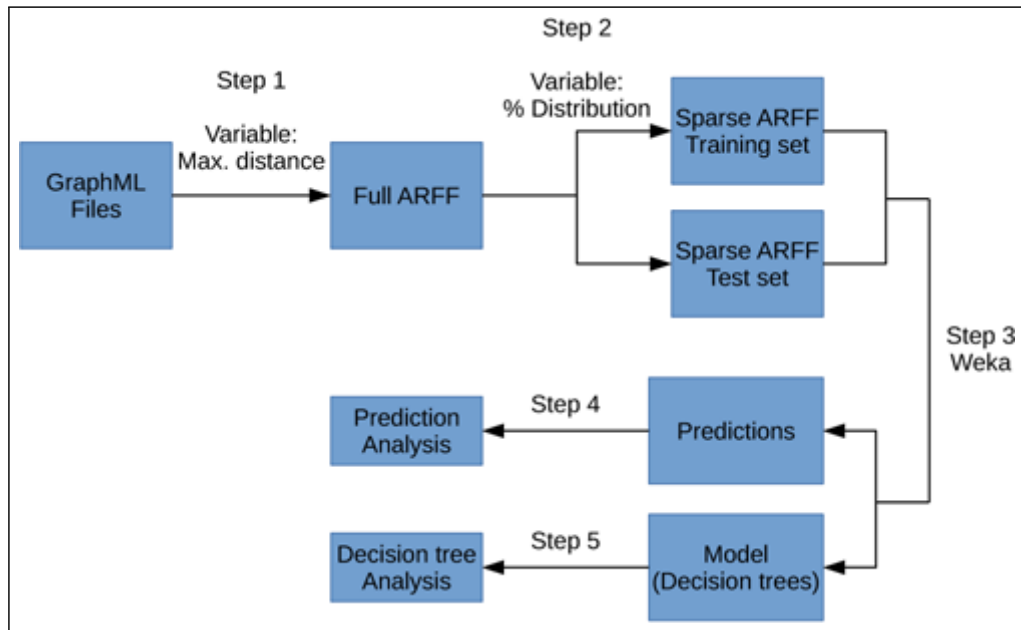 Step 2
Step 1
Variable:
% Distribution
Variable:
Max. distance
Sparse ARFF
Training set
GraphML
Files
Full ARFF
Sparse ARFF
Test set
Step 3
Weka
Step 4
Prediction
Analysis
Predictions
Step 5
Decision tree
Analysis
Model
(Decision trees)